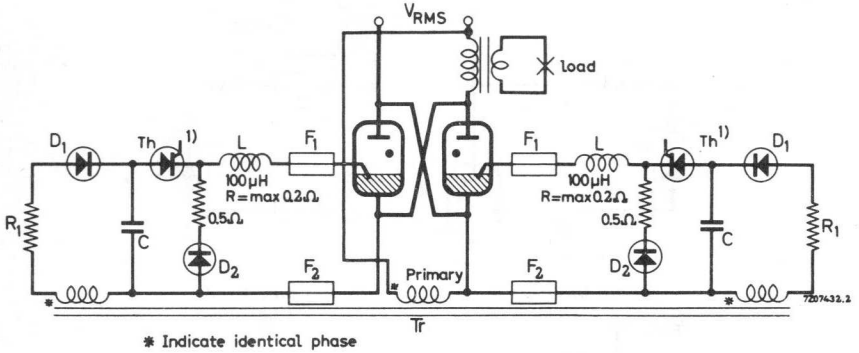 VRMS
load
D1
Th 1)
L
F1
F1
L
Th 1)
D1
100μH
R=max 0.2Ω
100μH
R=max 0.2Ω
R1
C
0.5Ω
0.5Ω
C
R1
D2
F2
* Primary
F2
D2
*
*
7Z07432.2
Tr
* Indicate identical phase